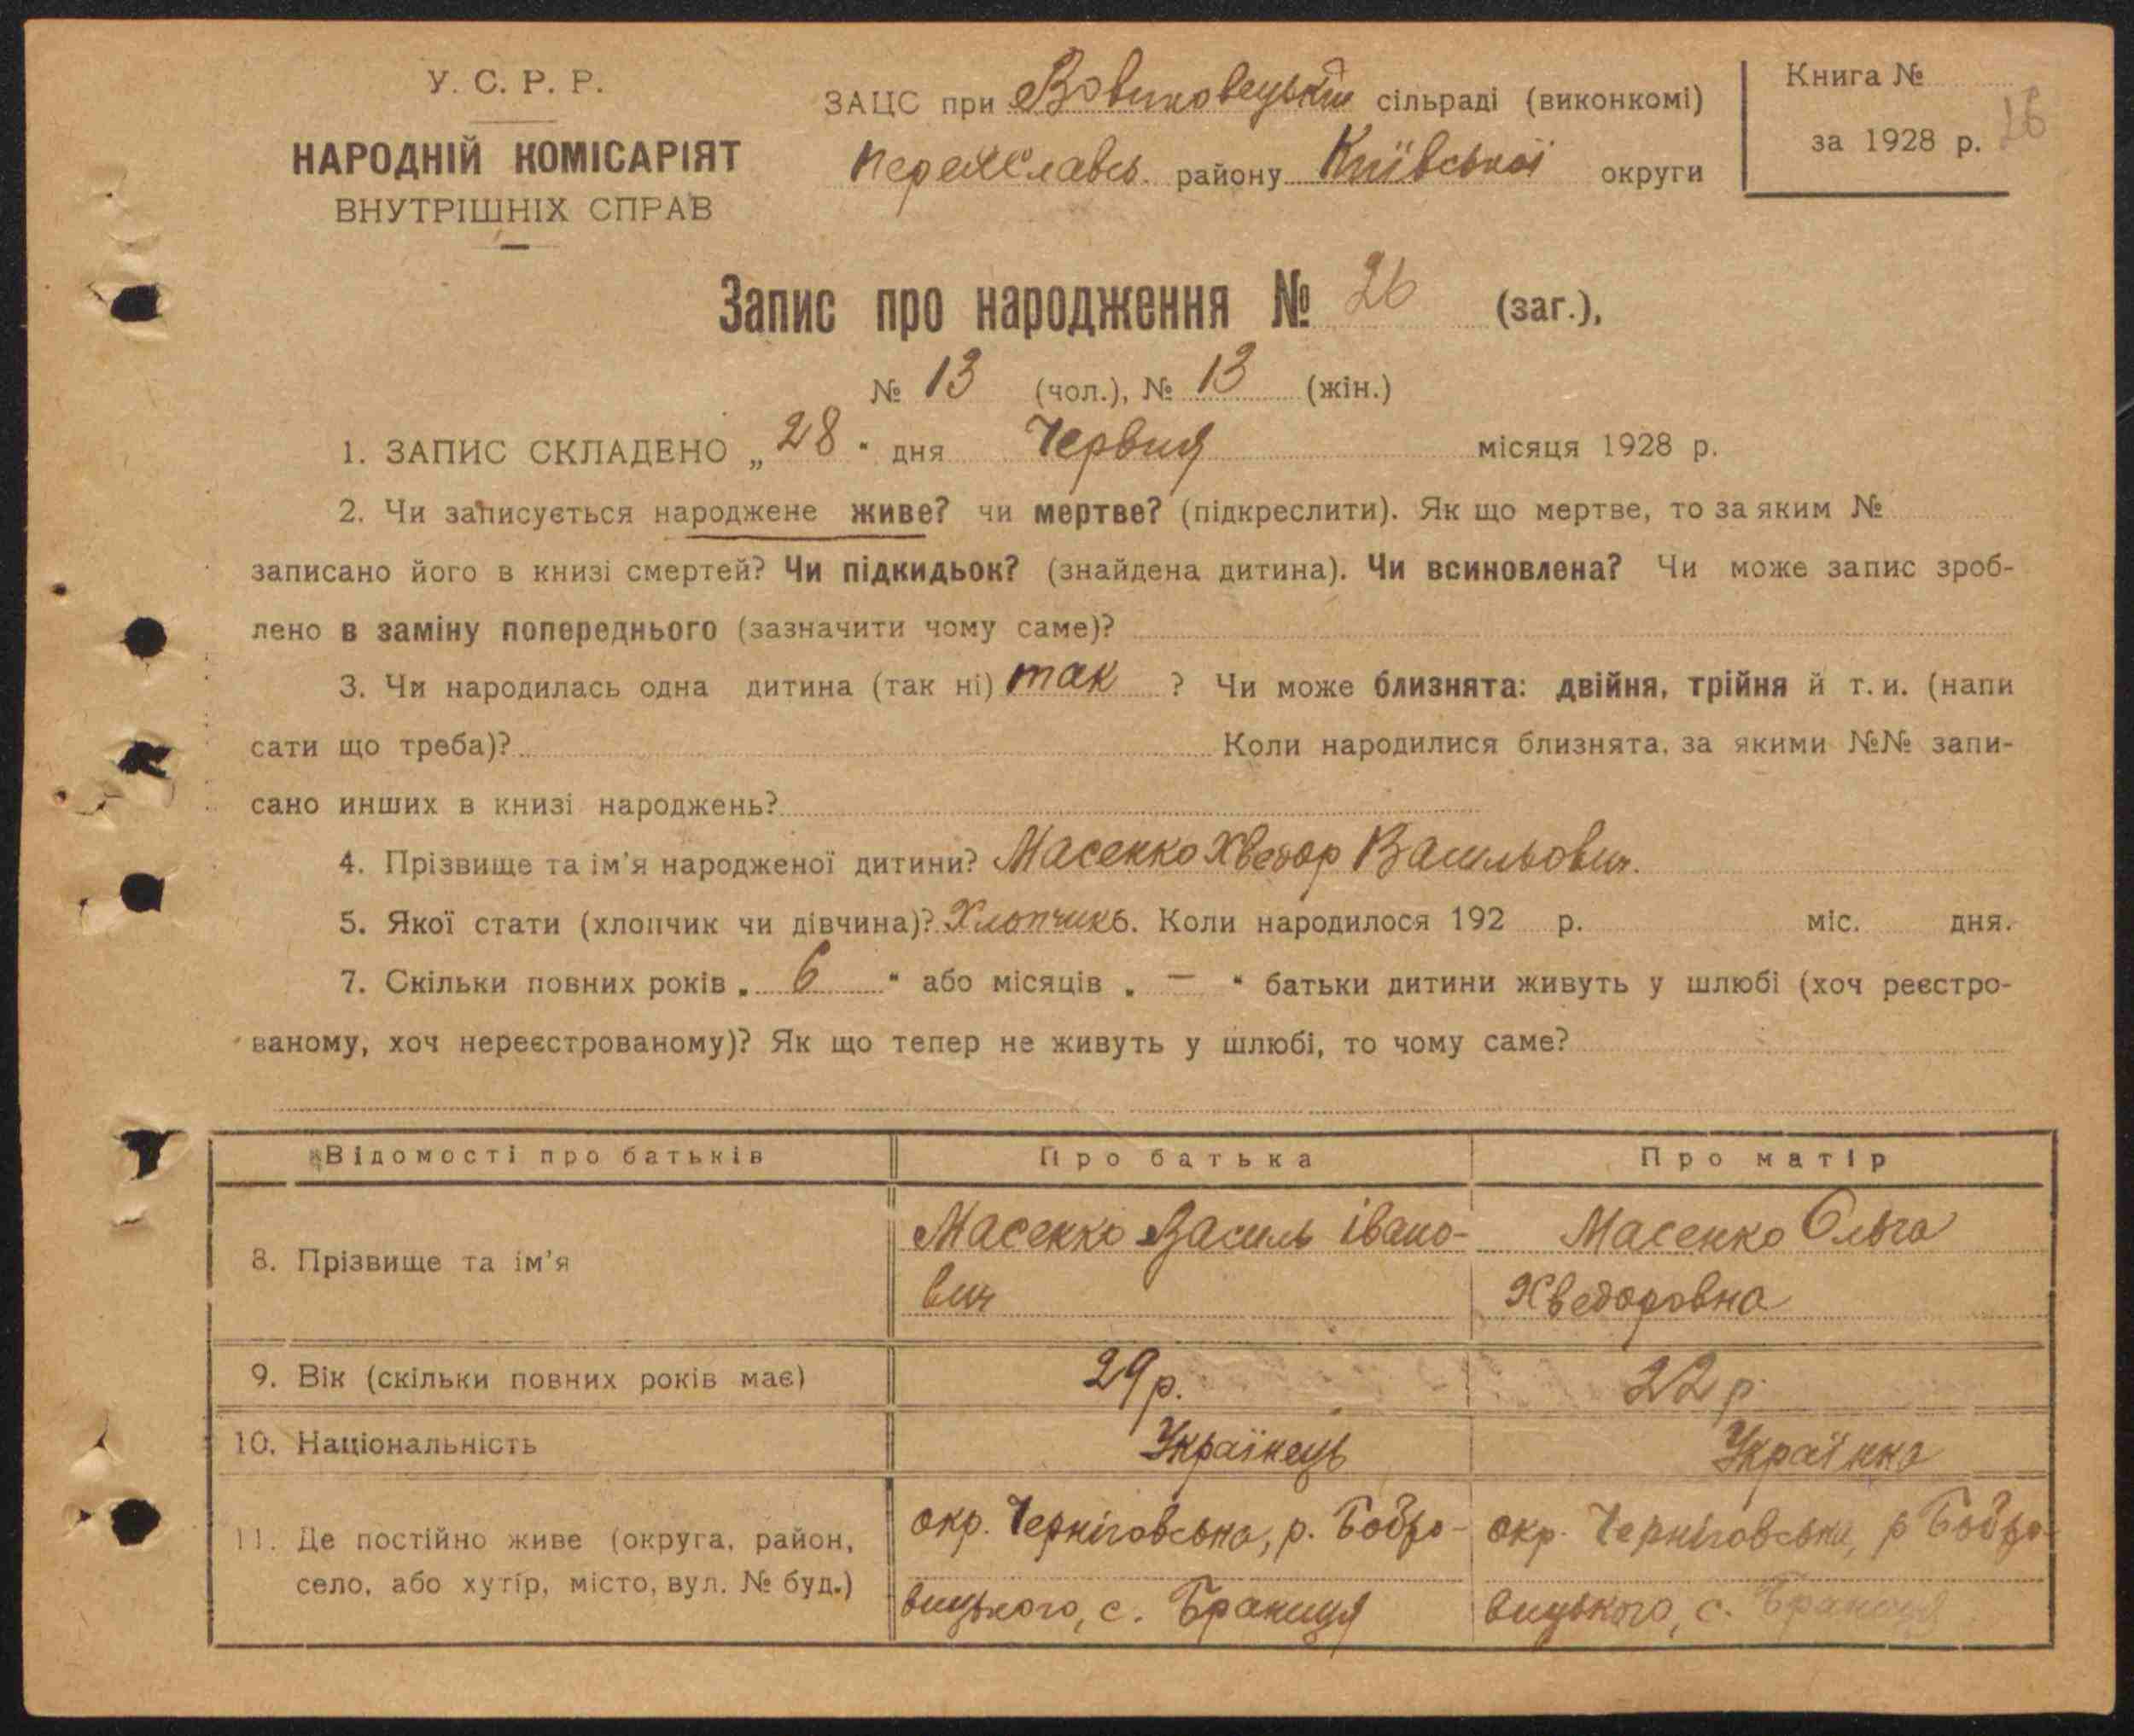 У. С. Р. Р.
НАРОДНІЙ КОМІСАРІЯТ
ВНУТРІШНІХ СПРАВ
ЗАЦС при Вовчковецькій сільраді (виконкомі)
Переяславсь. району Київської округи
Книга №
за 1928 р. 26
Запис про народження № 26 (заг.),
№ 13 (чол.), № 13 (жін.)
1. ЗАПИС СКЛАДЕНО „28" дня Червня місяця 1928 р.
2. Чи записується народжене живе? чи мертве? (підкреслити). Як що мертве, то за яким №
записано його в книзі смертей? Чи підкидьок? (знайдена дитина). Чи всиновлена? Чи може запис зроб-
лено в заміну попереднього (зазначити чому саме)?
3. Чи народилась одна дитина (так ні) так ? Чи може близнята: двійня, трійня й т. и. (напи
сати що треба)? Коли народилися близнята, за якими №№ запи-
сано инших в книзі народжень?
4. Прізвище та ім'я народженої дитини? Масенко Хведор Васильович.
5. Якої стати (хлопчик чи дівчина)? Хлопчикъ. Коли народилося 192 р. міс. дня.
7. Скільки повних років „ 6 " або місяців „ — " батьки дитини живуть у шлюбі (хоч реєстро-
ваному, хоч нереєстрованому)? Як що тепер не живуть у шлюбі, то чому саме?
Відомості про батьків Про батька Про матір
8. Прізвище та ім'я
Масенко Василь Івано-
вич
Масенко Ольга
Хведоровна
9. Вік (скільки повних років має) 29 р. 22 р
10. Національність Українець Українка
11. Де постійно живе (округа, район,
село, або хутір, місто, вул. № буд.)
окр. Черніговська, р. Бобро-
вицького, с. Браниця
окр. Черніговська, р Бобро-
вицького, с. Браниця